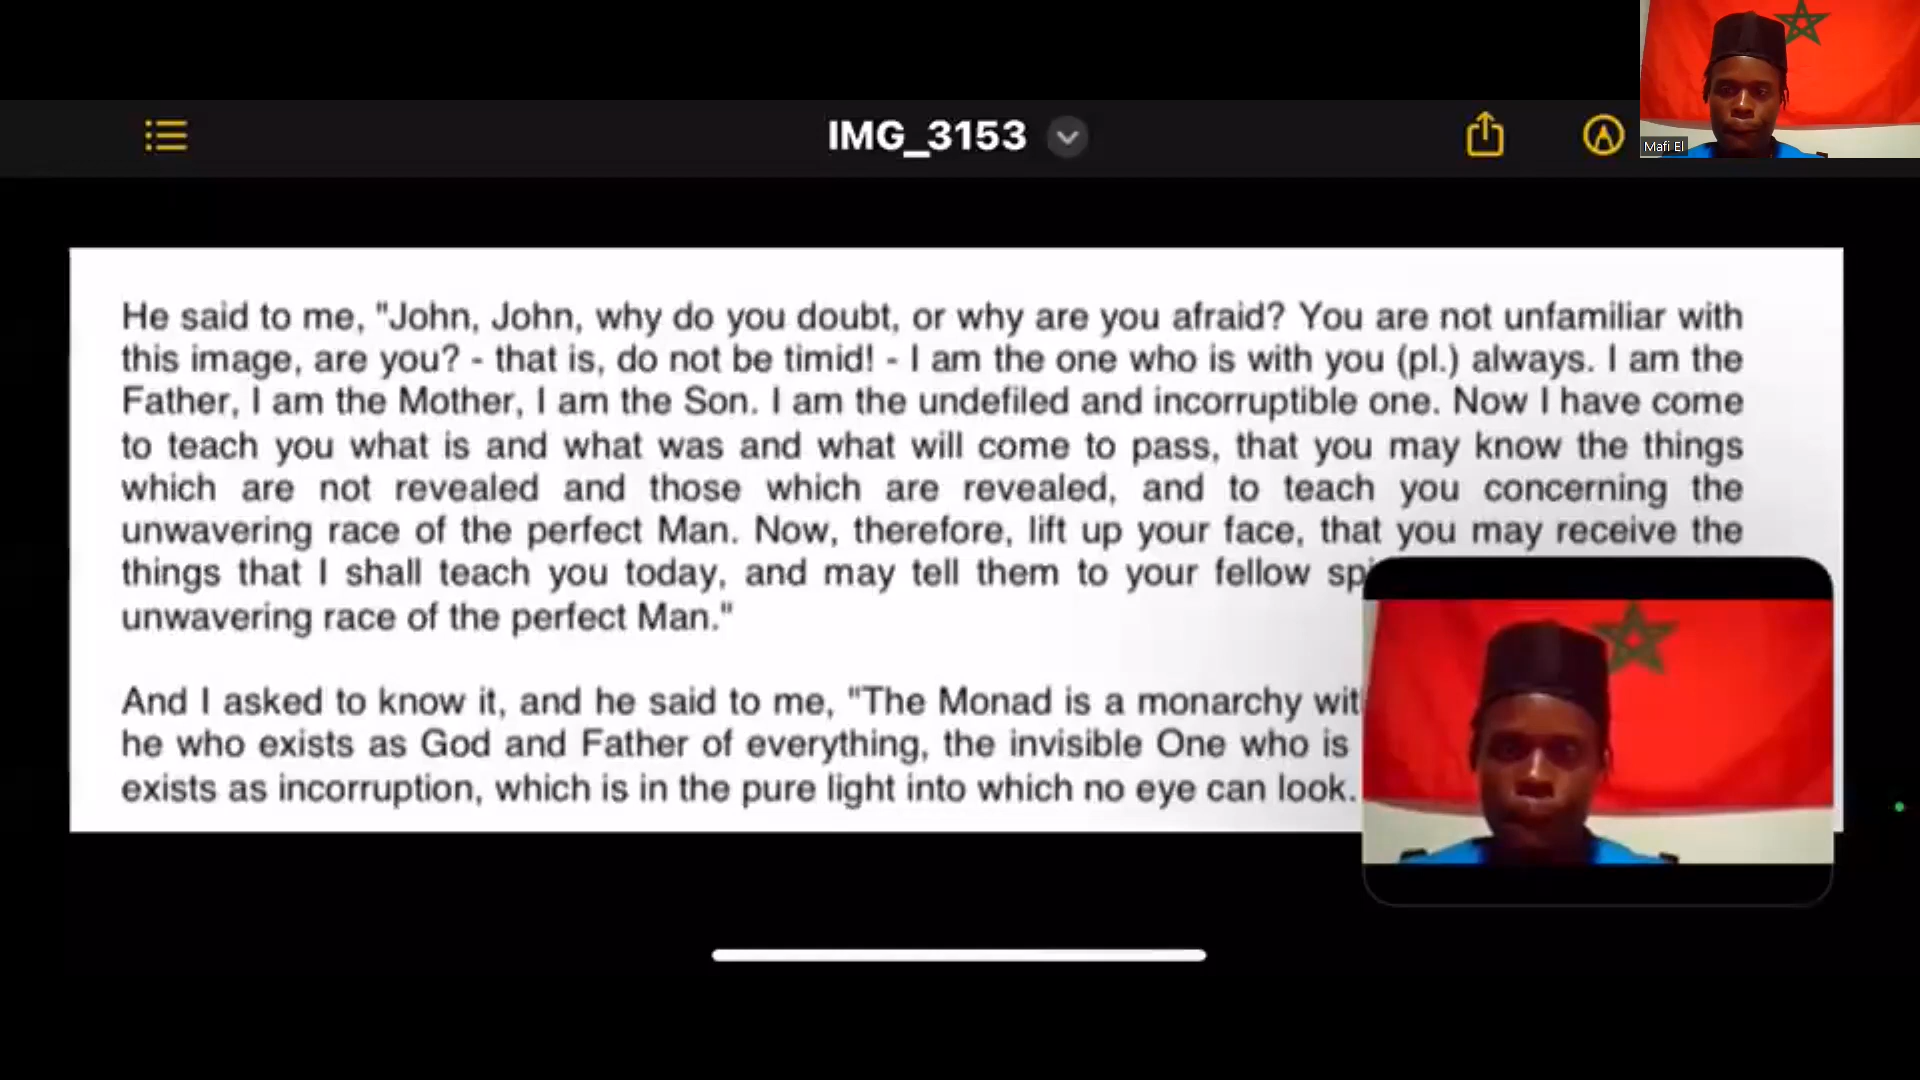 IMG_3153
Mafi El
He said to me, "John, John, why do you doubt, or why are you afraid? You are not unfamiliar with
this image, are you? - that is, do not be timid! - I am the one who is with you (pl.) always. I am the
Father, I am the Mother, I am the Son. I am the undefiled and incorruptible one. Now I have come
to teach you what is and what was and what will come to pass, that you may know the things
which are not revealed and those which are revealed, and to teach you concerning the
unwavering race of the perfect Man. Now, therefore, lift up your face, that you may receive the
things that I shall teach you today, and may tell them to your fellow
unwavering race of the perfect Man."
And I asked to know it, and he said to me, "The Monad is a monarchy
he who exists as God and Father of everything, the invisible One who is
exists as incorruption, which is in the pure light into which no eye can look.